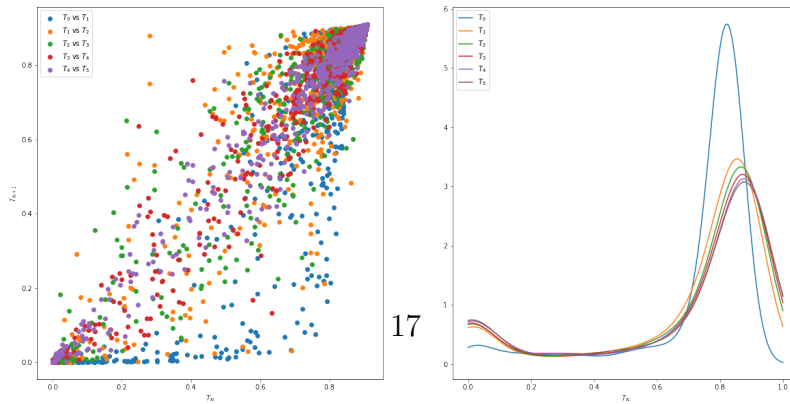 T₀ vs T₁
T₁ vs T₂
T₂ vs T₃
T₃ vs T₄
T₄ vs T₅
0.8
0.6
0.4
0.2
0.0
T_{N+1}
0.0 0.2 0.4 0.6 0.8
T_N
17
T₀
T₁
T₂
T₃
T₄
T₅
6
5
4
3
2
1
0
0.0 0.2 0.4 0.6 0.8 1.0
T_N